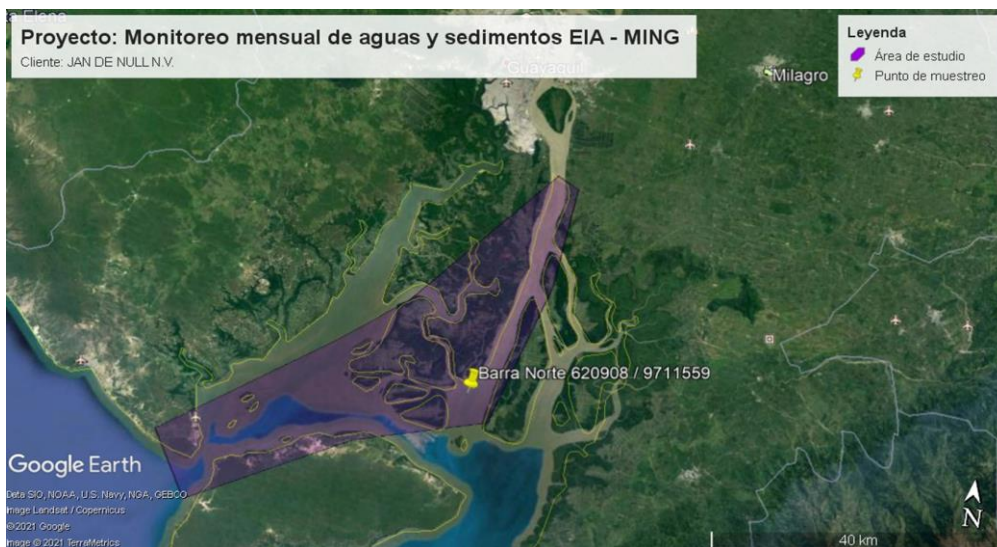 ta Elena
Proyecto: Monitoreo mensual de aguas y sedimentos EIA - MING
Cliente: JAN DE NULL N.V.
Leyenda
Área de estudio
Punto de muestreo
Guayaquil
Milagro
Barra Norte 620908 / 9711559
Google Earth
Data SIO, NOAA, U.S. Navy, NGA, GEBCO
Image Landsat / Copernicus
©2021 Google
Image © 2021 TerraMetrics
N
40 km